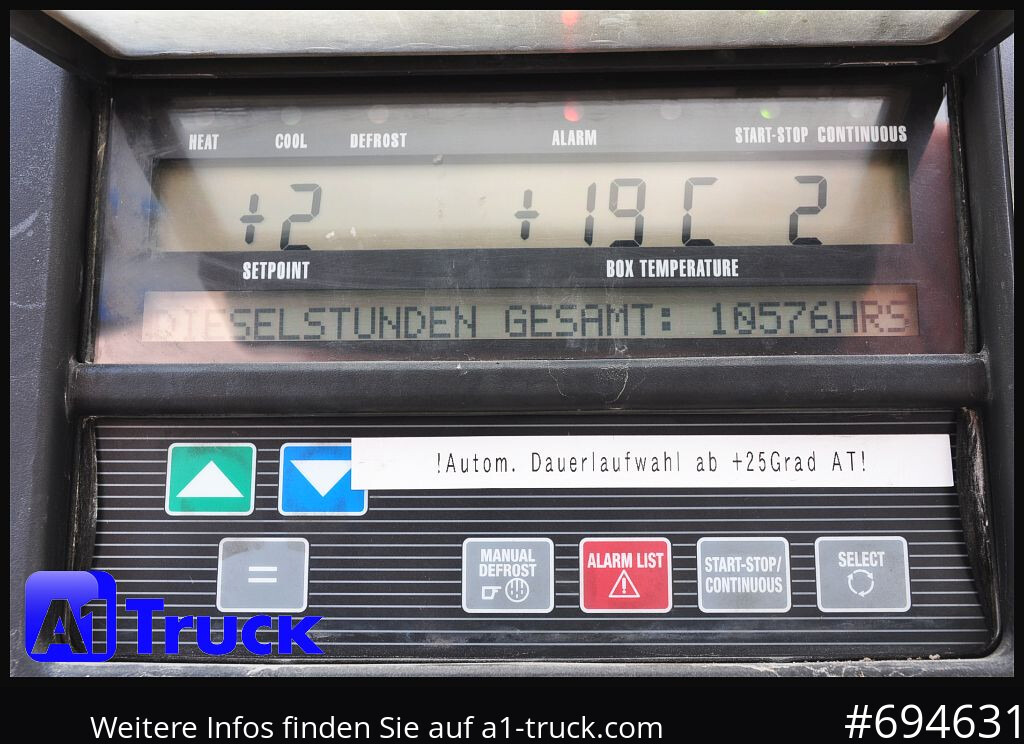 HEAT COOL DEFROST ALARM START-STOP CONTINUOUS
+2 +19C 2
SETPOINT BOX TEMPERATURE
DIESELSTUNDEN GESAMT: 10576HRS
!Autom. Dauerlaufwahl ab +25Grad AT!
=
MANUAL
DEFROST
ALARM LIST
START-STOP/
CONTINUOUS
SELECT
A1 Truck
Weitere Infos finden Sie auf a1-truck.com
#694631